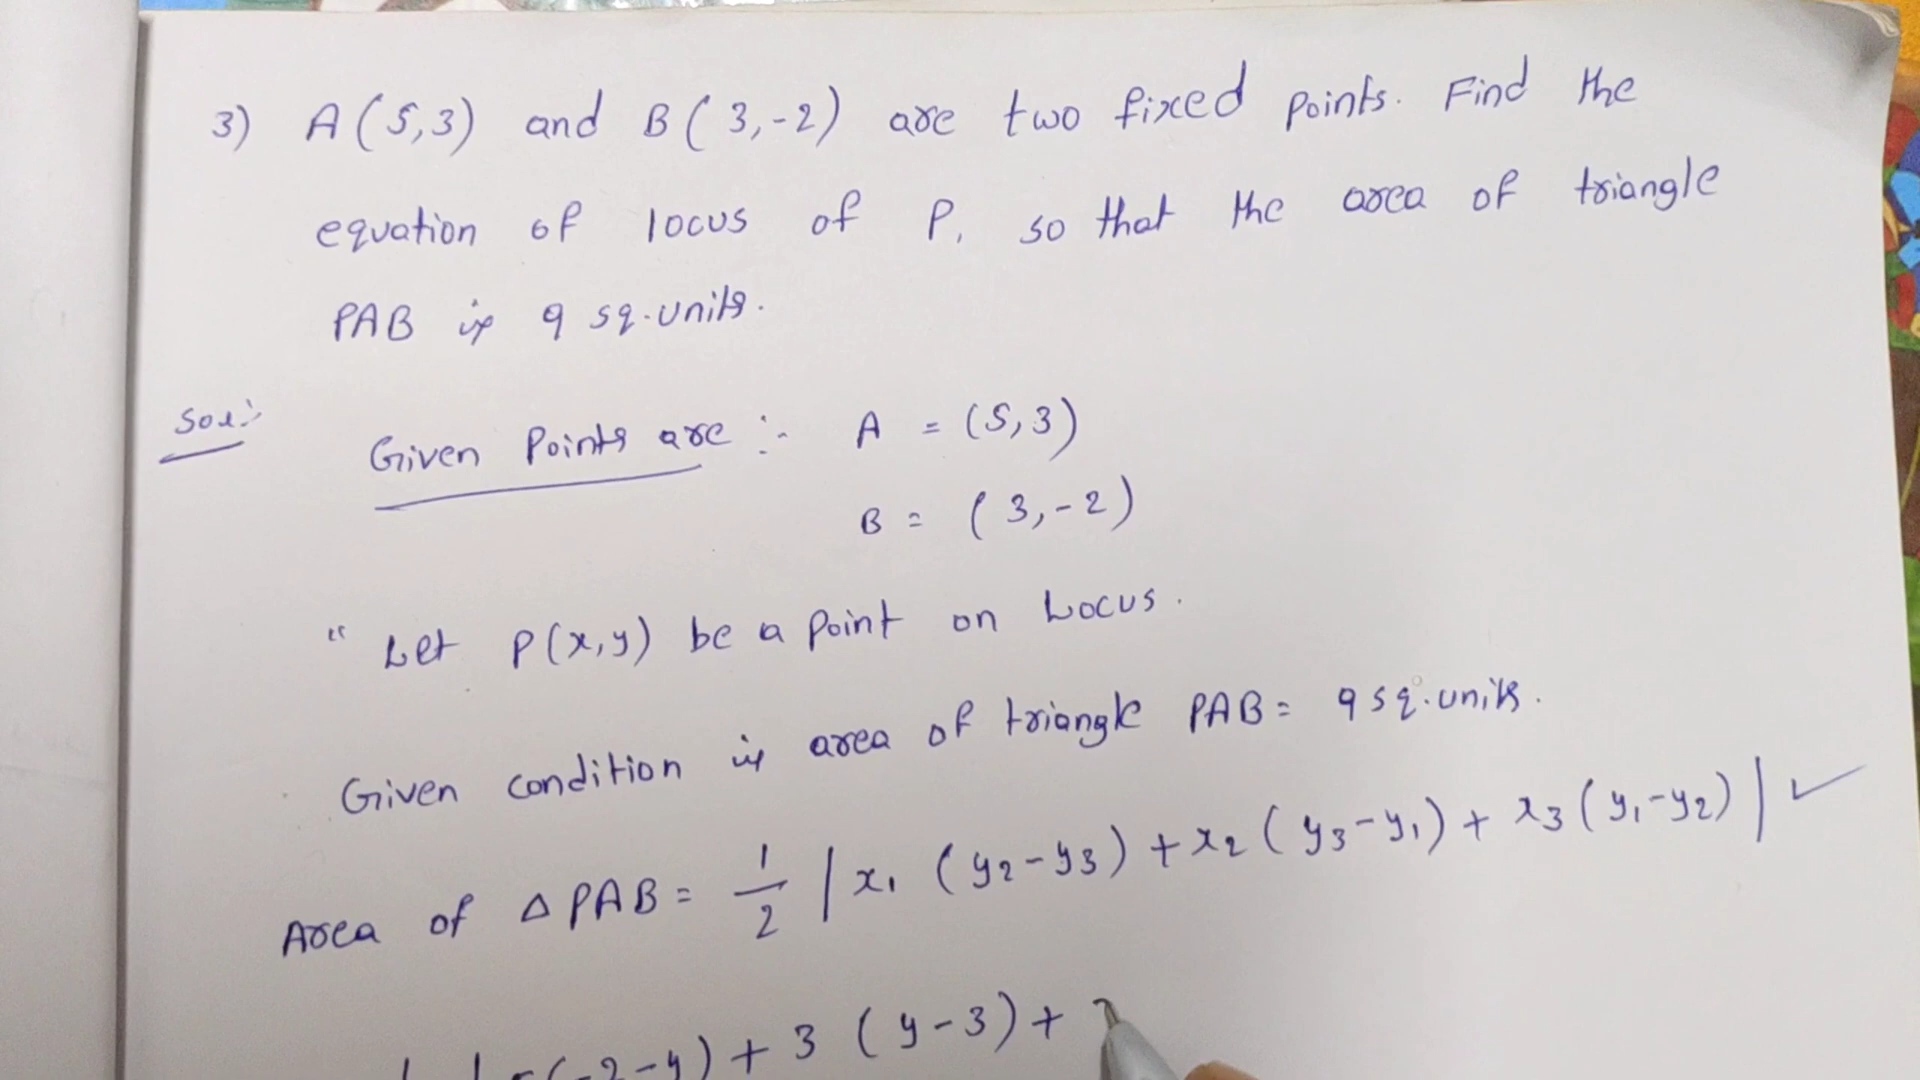 3) A(5,3) and B(3,-2) are two fixed points. Find the
equation of locus of P, so that the area of triangle
PAB is 9 sq.units.
Sol:-
Given Points are :- A = (5,3)
B = (3,-2)
" Let P(x,y) be a point on Locus.
Given condition is area of triangle PAB = 9 sq.units.
Area of △PAB = 1/2 |x₁(y₂-y₃)+x₂(y₃-y₁)+x₃(y₁-y₂)| ✓
(-2-y)+3(y-3)+